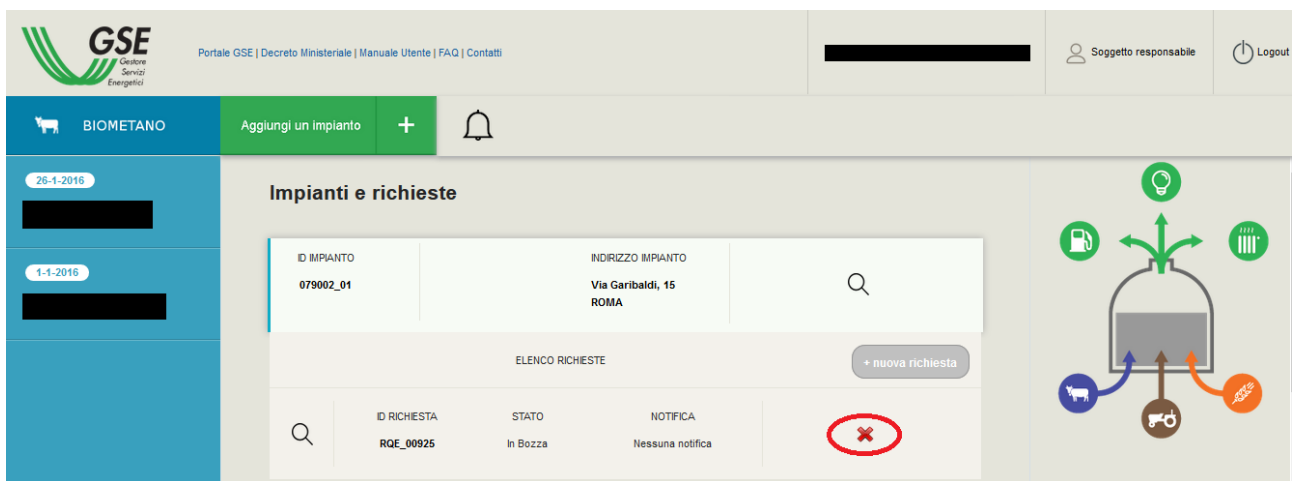 GSE
Gestore
Servizi
Energetici
Portale GSE | Decreto Ministeriale | Manuale Utente | FAQ | Contatti
Soggetto responsabile
Logout
BIOMETANO
Aggiungi un impianto +
26-1-2016
1-1-2016
Impianti e richieste
ID IMPIANTO
079002_01
INDIRIZZO IMPIANTO
Via Garibaldi, 15
ROMA
ELENCO RICHIESTE
+ nuova richiesta
ID RICHIESTA
RQE_00925
STATO
In Bozza
NOTIFICA
Nessuna notifica